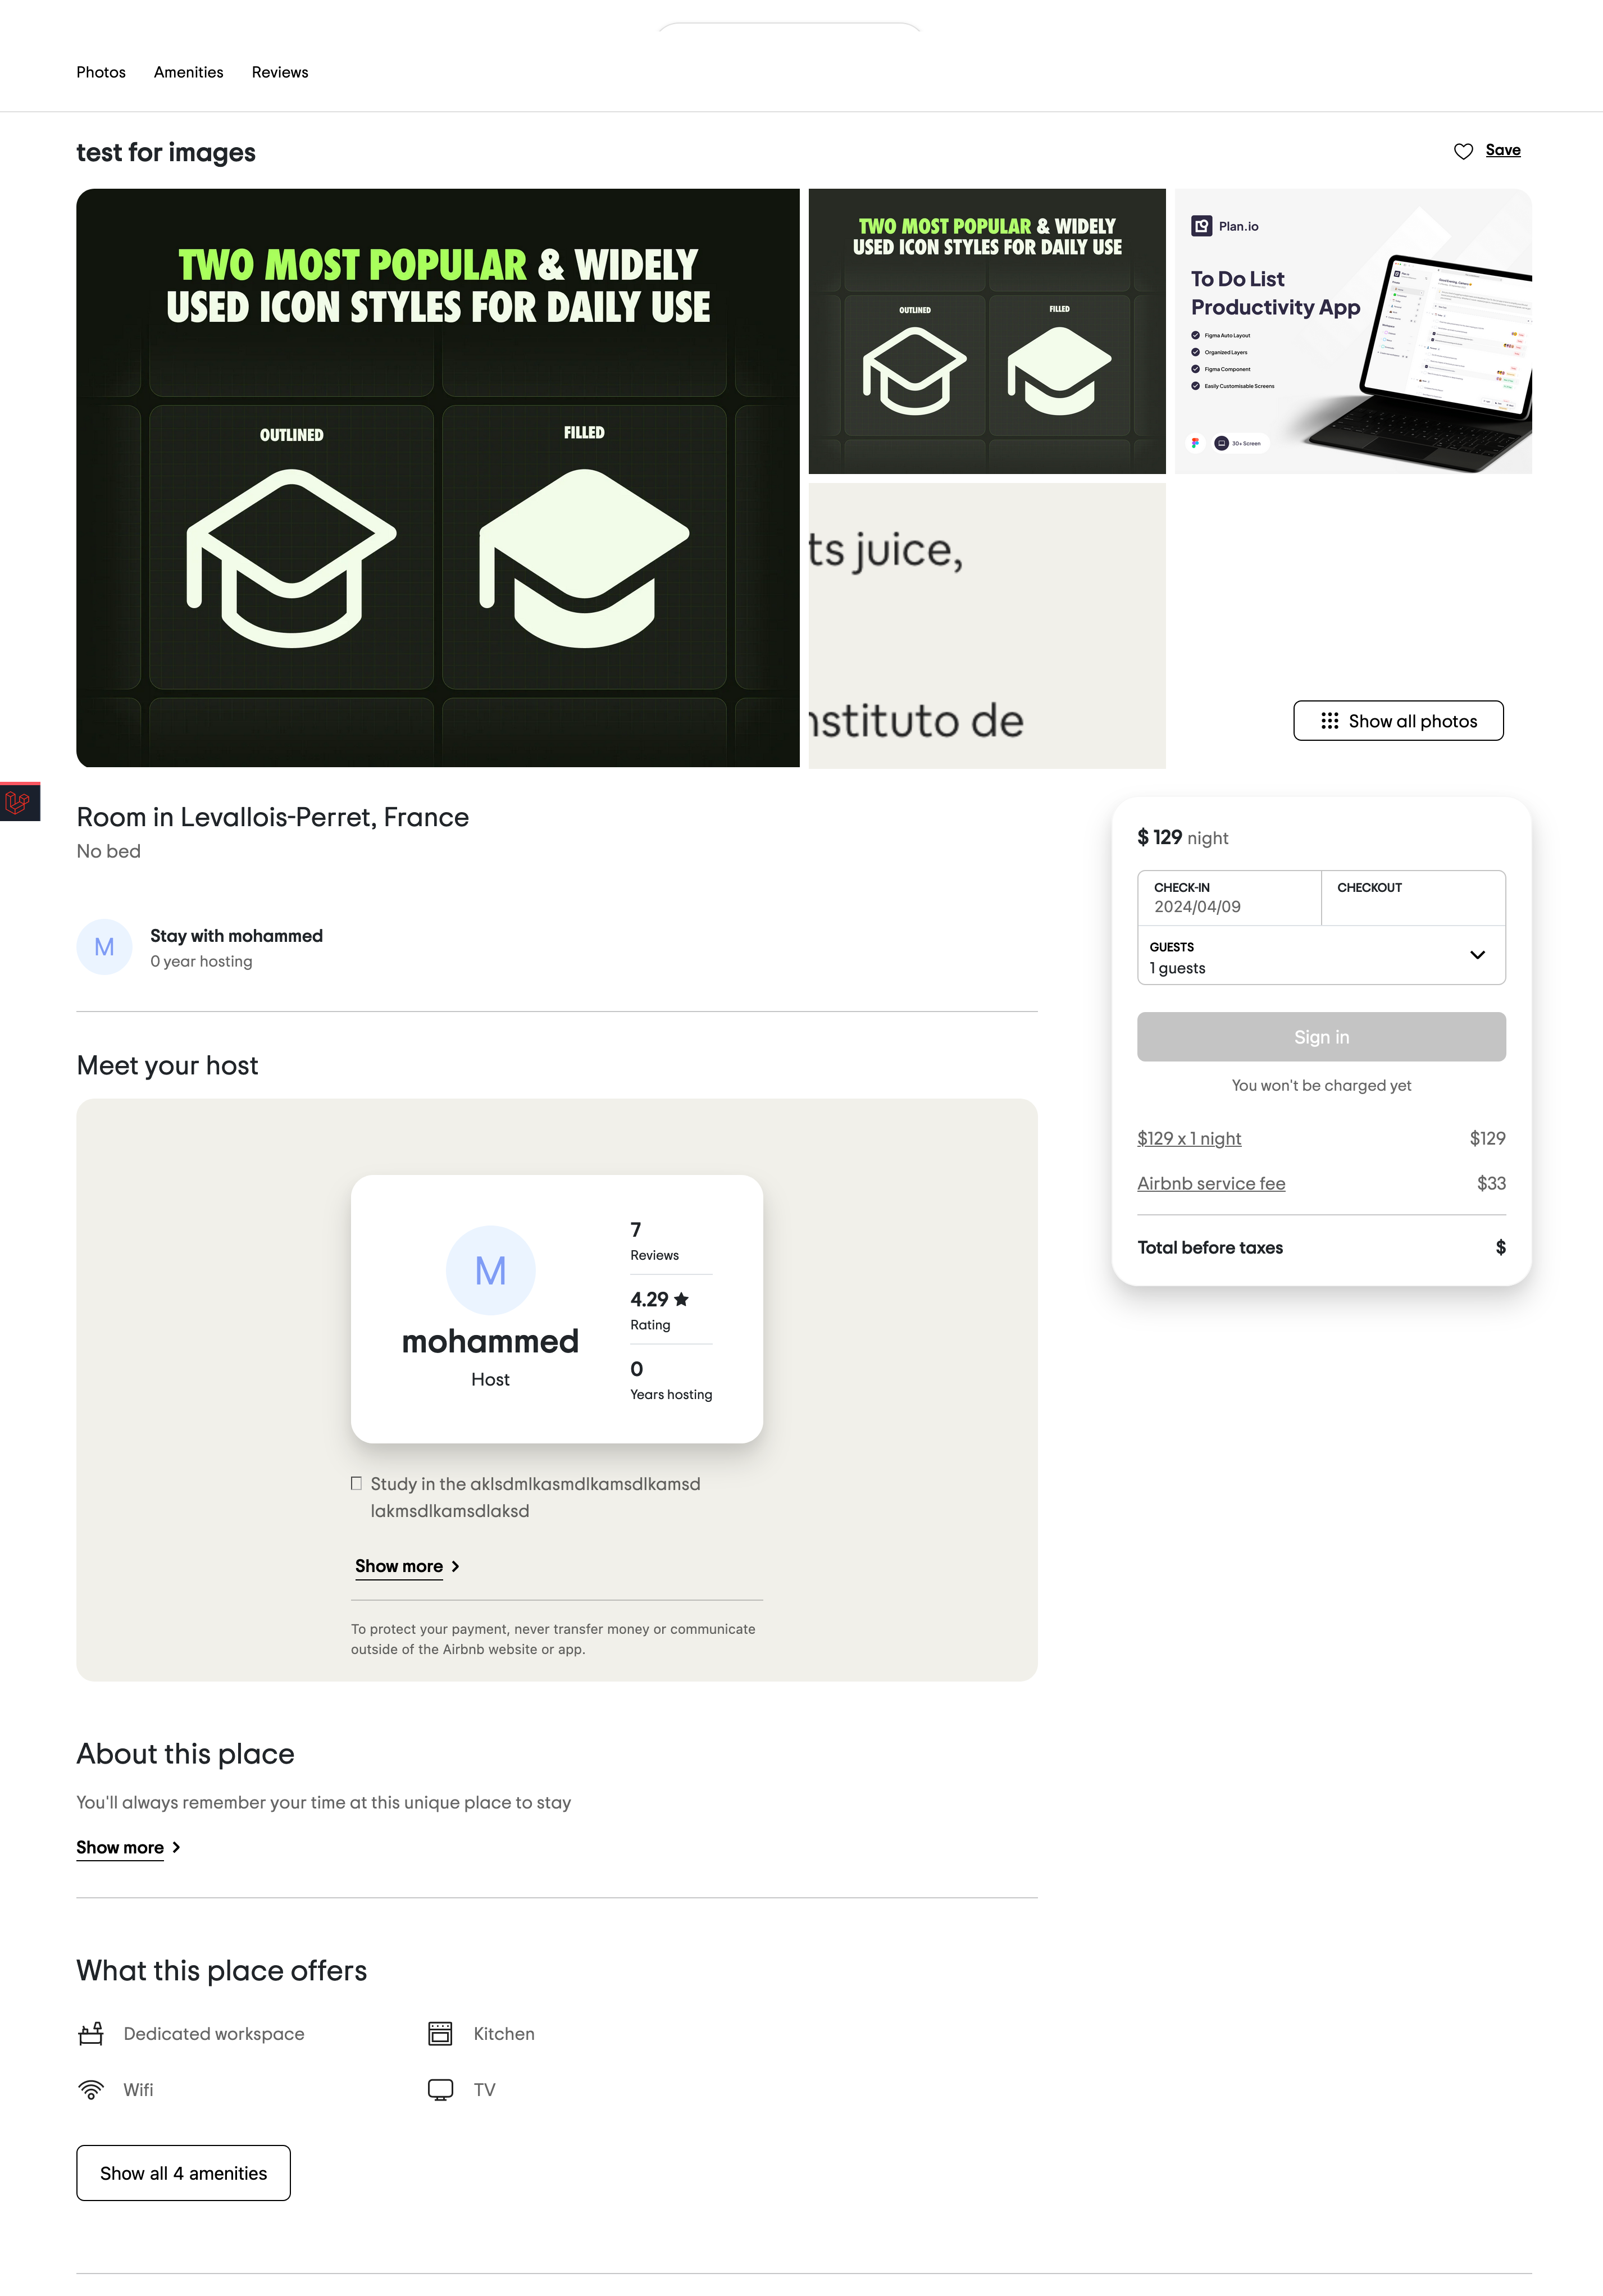 Photos
Amenities
Reviews
test for images
Save
TWO MOST POPULAR & WIDELY
USED ICON STYLES FOR DAILY USE
OUTLINED
FILLED
TWO MOST POPULAR & WIDELY
USED ICON STYLES FOR DAILY USE
OUTLINED
FILLED
Plan.io
To Do List
Productivity App
Figma Auto Layout
Organized Layers
Figma Component
Easily Customisable Screens
30+ Screen
ts juice,
nstituto de
Show all photos
Room in Levallois-Perret, France
No bed
M
Stay with mohammed
0 year hosting
$ 129 night
CHECK-IN
2024/04/09
CHECKOUT
GUESTS
1 guests
Sign in
You won't be charged yet
$129 x 1 night
$129
Airbnb service fee
$33
Total before taxes
$
Meet your host
M
mohammed
Host
7
Reviews
4.29 ★
Rating
0
Years hosting
Study in the aklsdmlkasmdlkamsdlkamsd
lakmsdlkamsdlaksd
Show more
To protect your payment, never transfer money or communicate
outside of the Airbnb website or app.
About this place
You'll always remember your time at this unique place to stay
Show more
What this place offers
Dedicated workspace
Kitchen
Wifi
TV
Show all 4 amenities